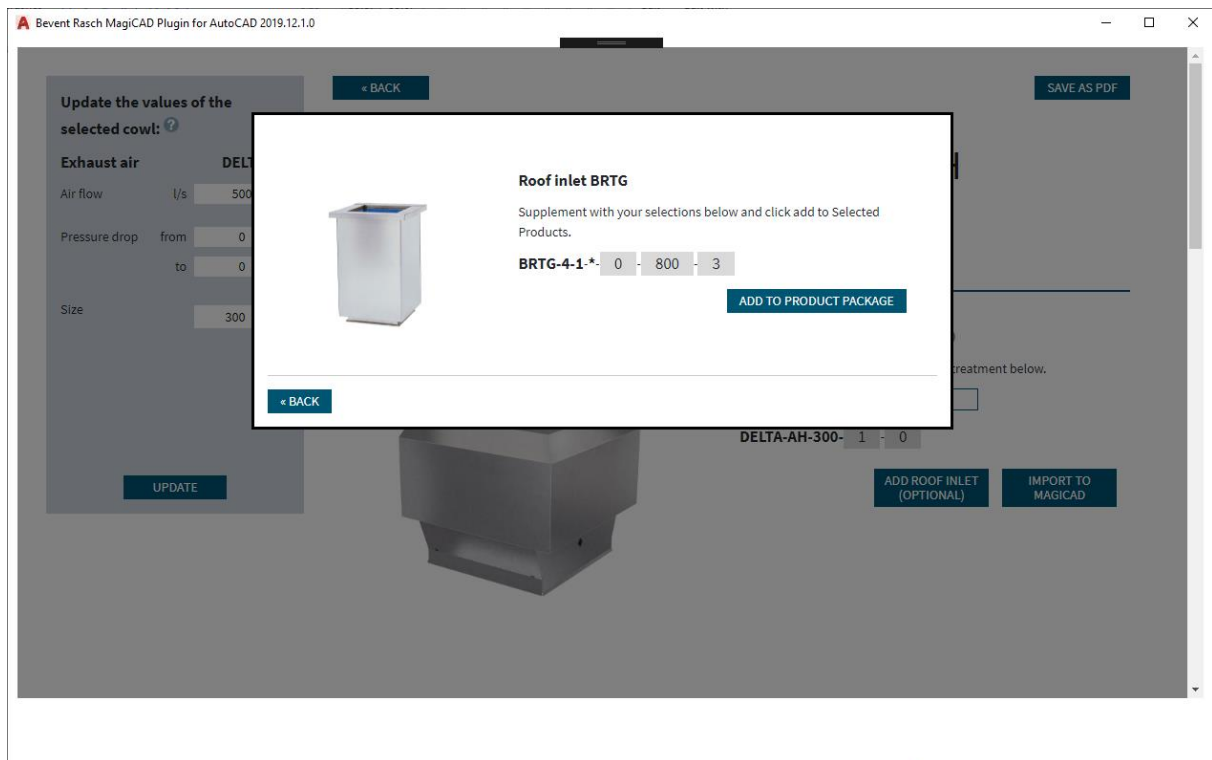 Bevent Rasch MagiCAD Plugin for AutoCAD 2019.12.1.0
« BACK
SAVE AS PDF
Update the values of the
selected cowl: ?
Exhaust air
Air flow l/s 500
Pressure drop from 0
to 0
Size 300
UPDATE
Roof inlet BRTG
Supplement with your selections below and click add to Selected
Products.
BRTG-4-1-*- 0 - 800 - 3
ADD TO PRODUCT PACKAGE
« BACK
treatment below.
DELTA-AH-300- 1 - 0
ADD ROOF INLET
(OPTIONAL)
IMPORT TO
MAGICAD